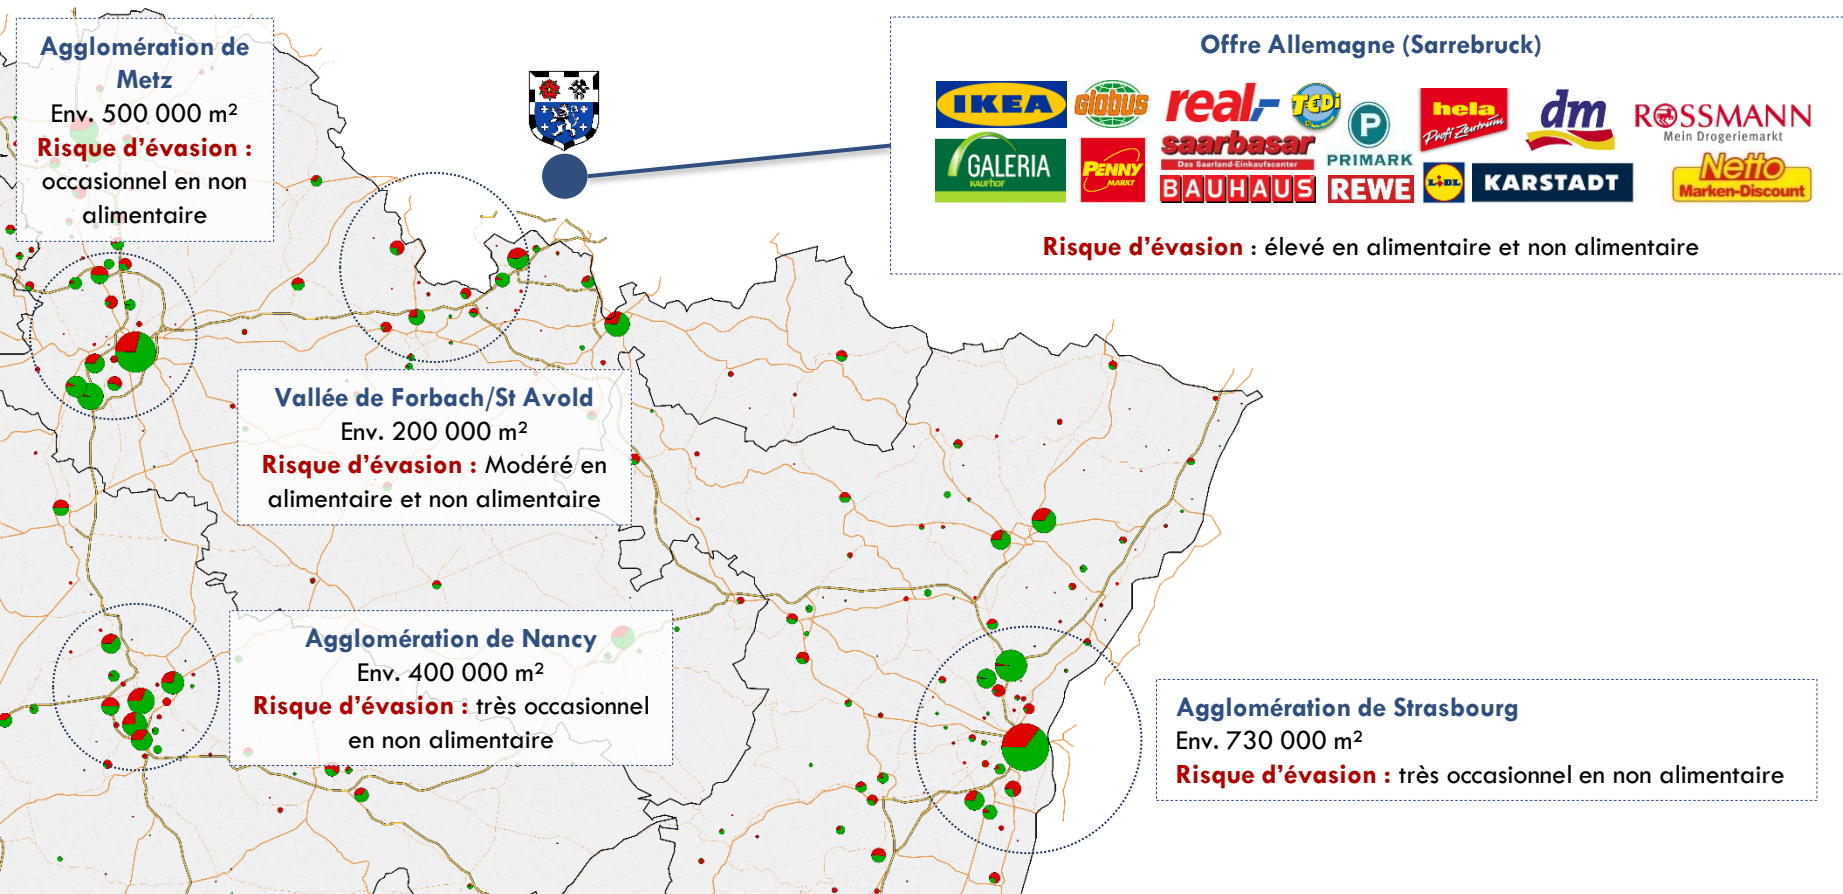 Agglomération de
Metz
Env. 500 000 m²
Risque d’évasion :
occasionnel en non
alimentaire
Offre Allemagne (Sarrebruck)
IKEA
GLOBUS
real,-
TEDi
P
PRIMARK
hela
Profi Zentrum
dm
ROSSMANN
Mein Drogeriemarkt
GALERIA
KAUFHOF
PENNY
MARKT
saarbasar
Das Saarland-Einkaufscenter
BAUHAUS
REWE
LIDL
KARSTADT
Netto
Marken-Discount
Risque d’évasion : élevé en alimentaire et non alimentaire
Vallée de Forbach/St Avold
Env. 200 000 m²
Risque d’évasion : Modéré en
alimentaire et non alimentaire
Agglomération de Nancy
Env. 400 000 m²
Risque d’évasion : très occasionnel
en non alimentaire
Agglomération de Strasbourg
Env. 730 000 m²
Risque d’évasion : très occasionnel en non alimentaire